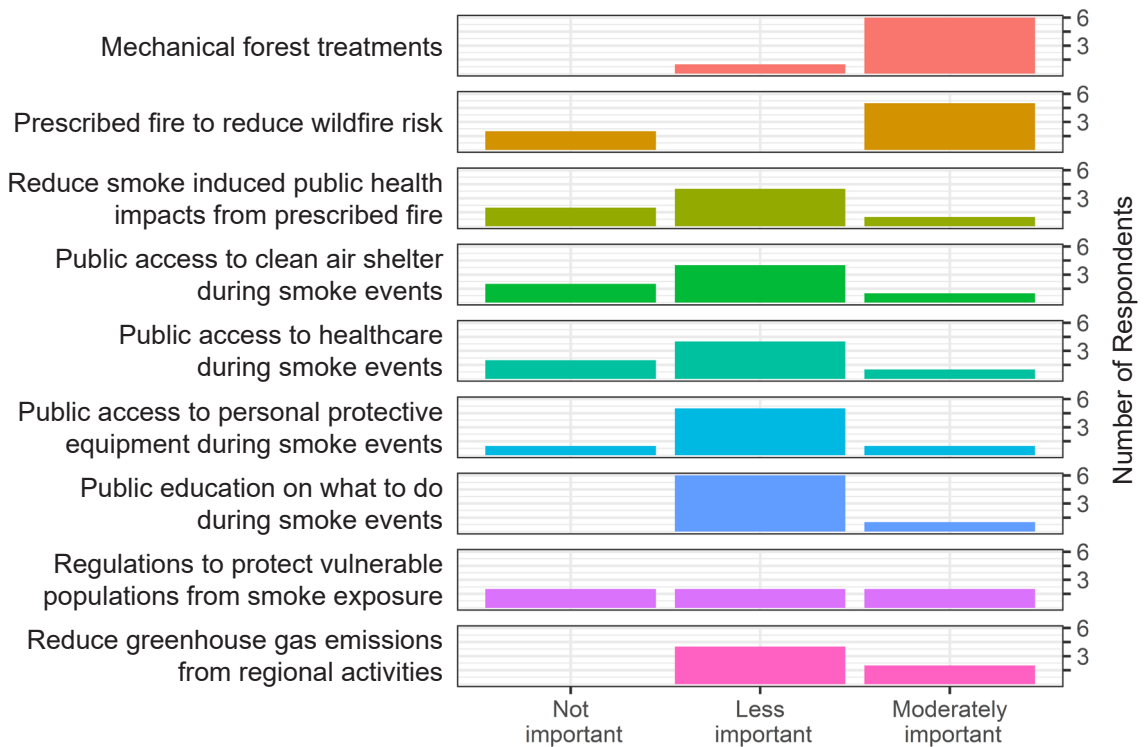 Mechanical forest treatments
6
3
Prescribed fire to reduce wildfire risk
6
3
Reduce smoke induced public health
impacts from prescribed fire
6
3
Public access to clean air shelter
during smoke events
6
3
Public access to healthcare
during smoke events
6
3
Public access to personal protective
equipment during smoke events
6
3
Public education on what to do
during smoke events
6
3
Regulations to protect vulnerable
populations from smoke exposure
6
3
Reduce greenhouse gas emissions
from regional activities
6
3
Number of Respondents
Not
important
Less
important
Moderately
important